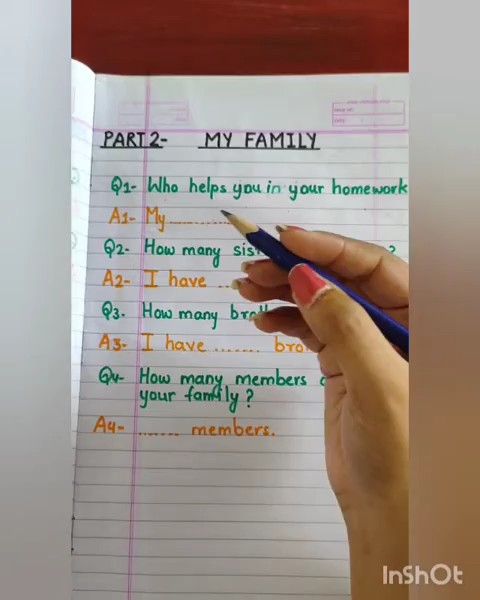 PART 2- MY FAMILY
Q1- Who helps you in your homework
A1- My ............
Q2- How many ?
A2- I have ...
Q3- How many
A3- I have .......
Q4- How many members
your family?
A4- ....... members.
InShOt